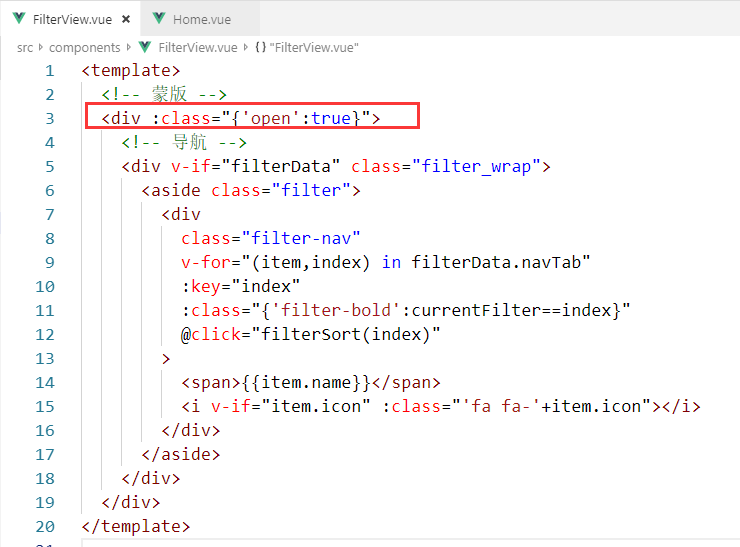 FilterView.vue × Home.vue
src components FilterView.vue {} "FilterView.vue"
1 <template>
2 <!-- 蒙版 -->
3 <div :class="{'open':true}">
4 <!-- 导航 -->
5 <div v-if="filterData" class="filter_wrap">
6 <aside class="filter">
7 <div
8 class="filter-nav"
9 v-for="(item,index) in filterData.navTab"
10 :key="index"
11 :class="{'filter-bold':currentFilter==index}"
12 @click="filterSort(index)"
13 >
14 <span>{{item.name}}</span>
15 <i v-if="item.icon" :class="'fa fa-'+item.icon"></i>
16 </div>
17 </aside>
18 </div>
19 </div>
20 </template>